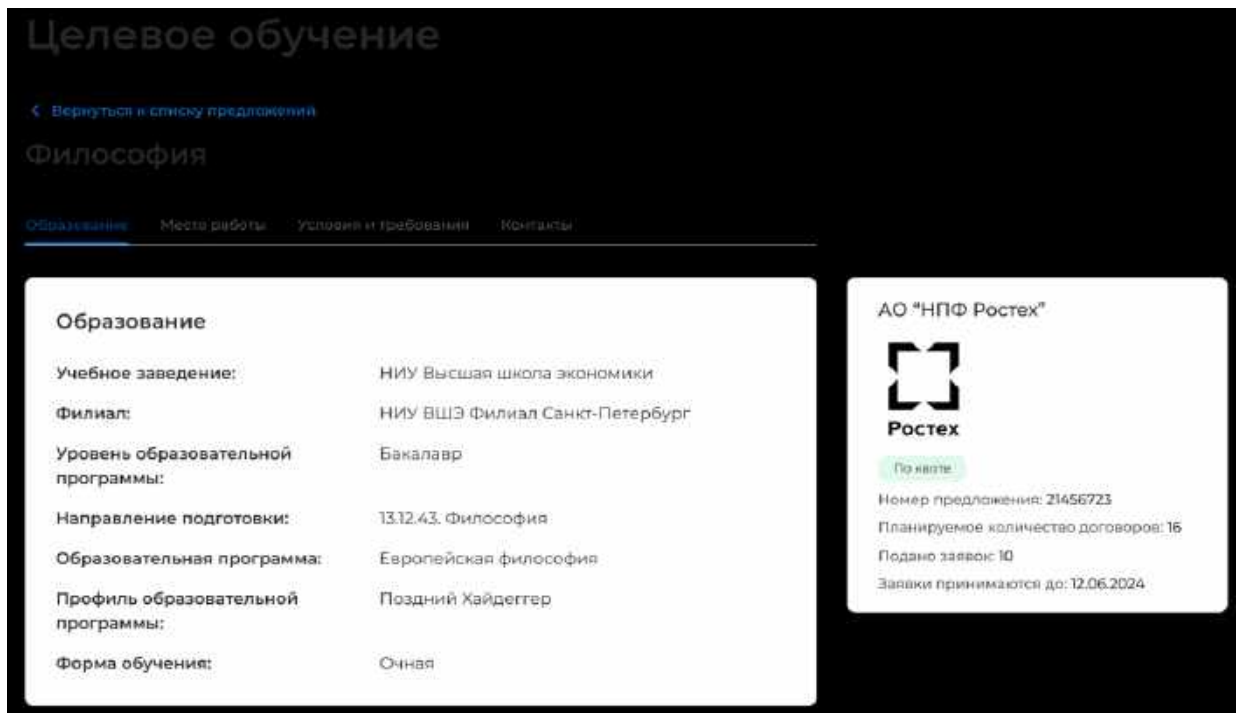 Целевое обучение
Вернуться к списку предложений
Философия
Образование Место работы Условия и требования Контакты
Образование
Учебное заведение: НИУ Высшая школа экономики
Филиал: НИУ ВШЭ Филиал Санкт-Петербург
Уровень образовательной Бакалавр
программы:
Направление подготовки: 13.12.43. Философия
Образовательная программа: Европейская философия
Профиль образовательной Поздний Хайдеггер
программы:
Форма обучения: Очная
АО "НПФ Ростех"
Ростех
По квоте
Номер предложения: 21456723
Планируемое количество договоров: 16
Подано заявок: 10
Заявки принимаются до: 12.06.2024